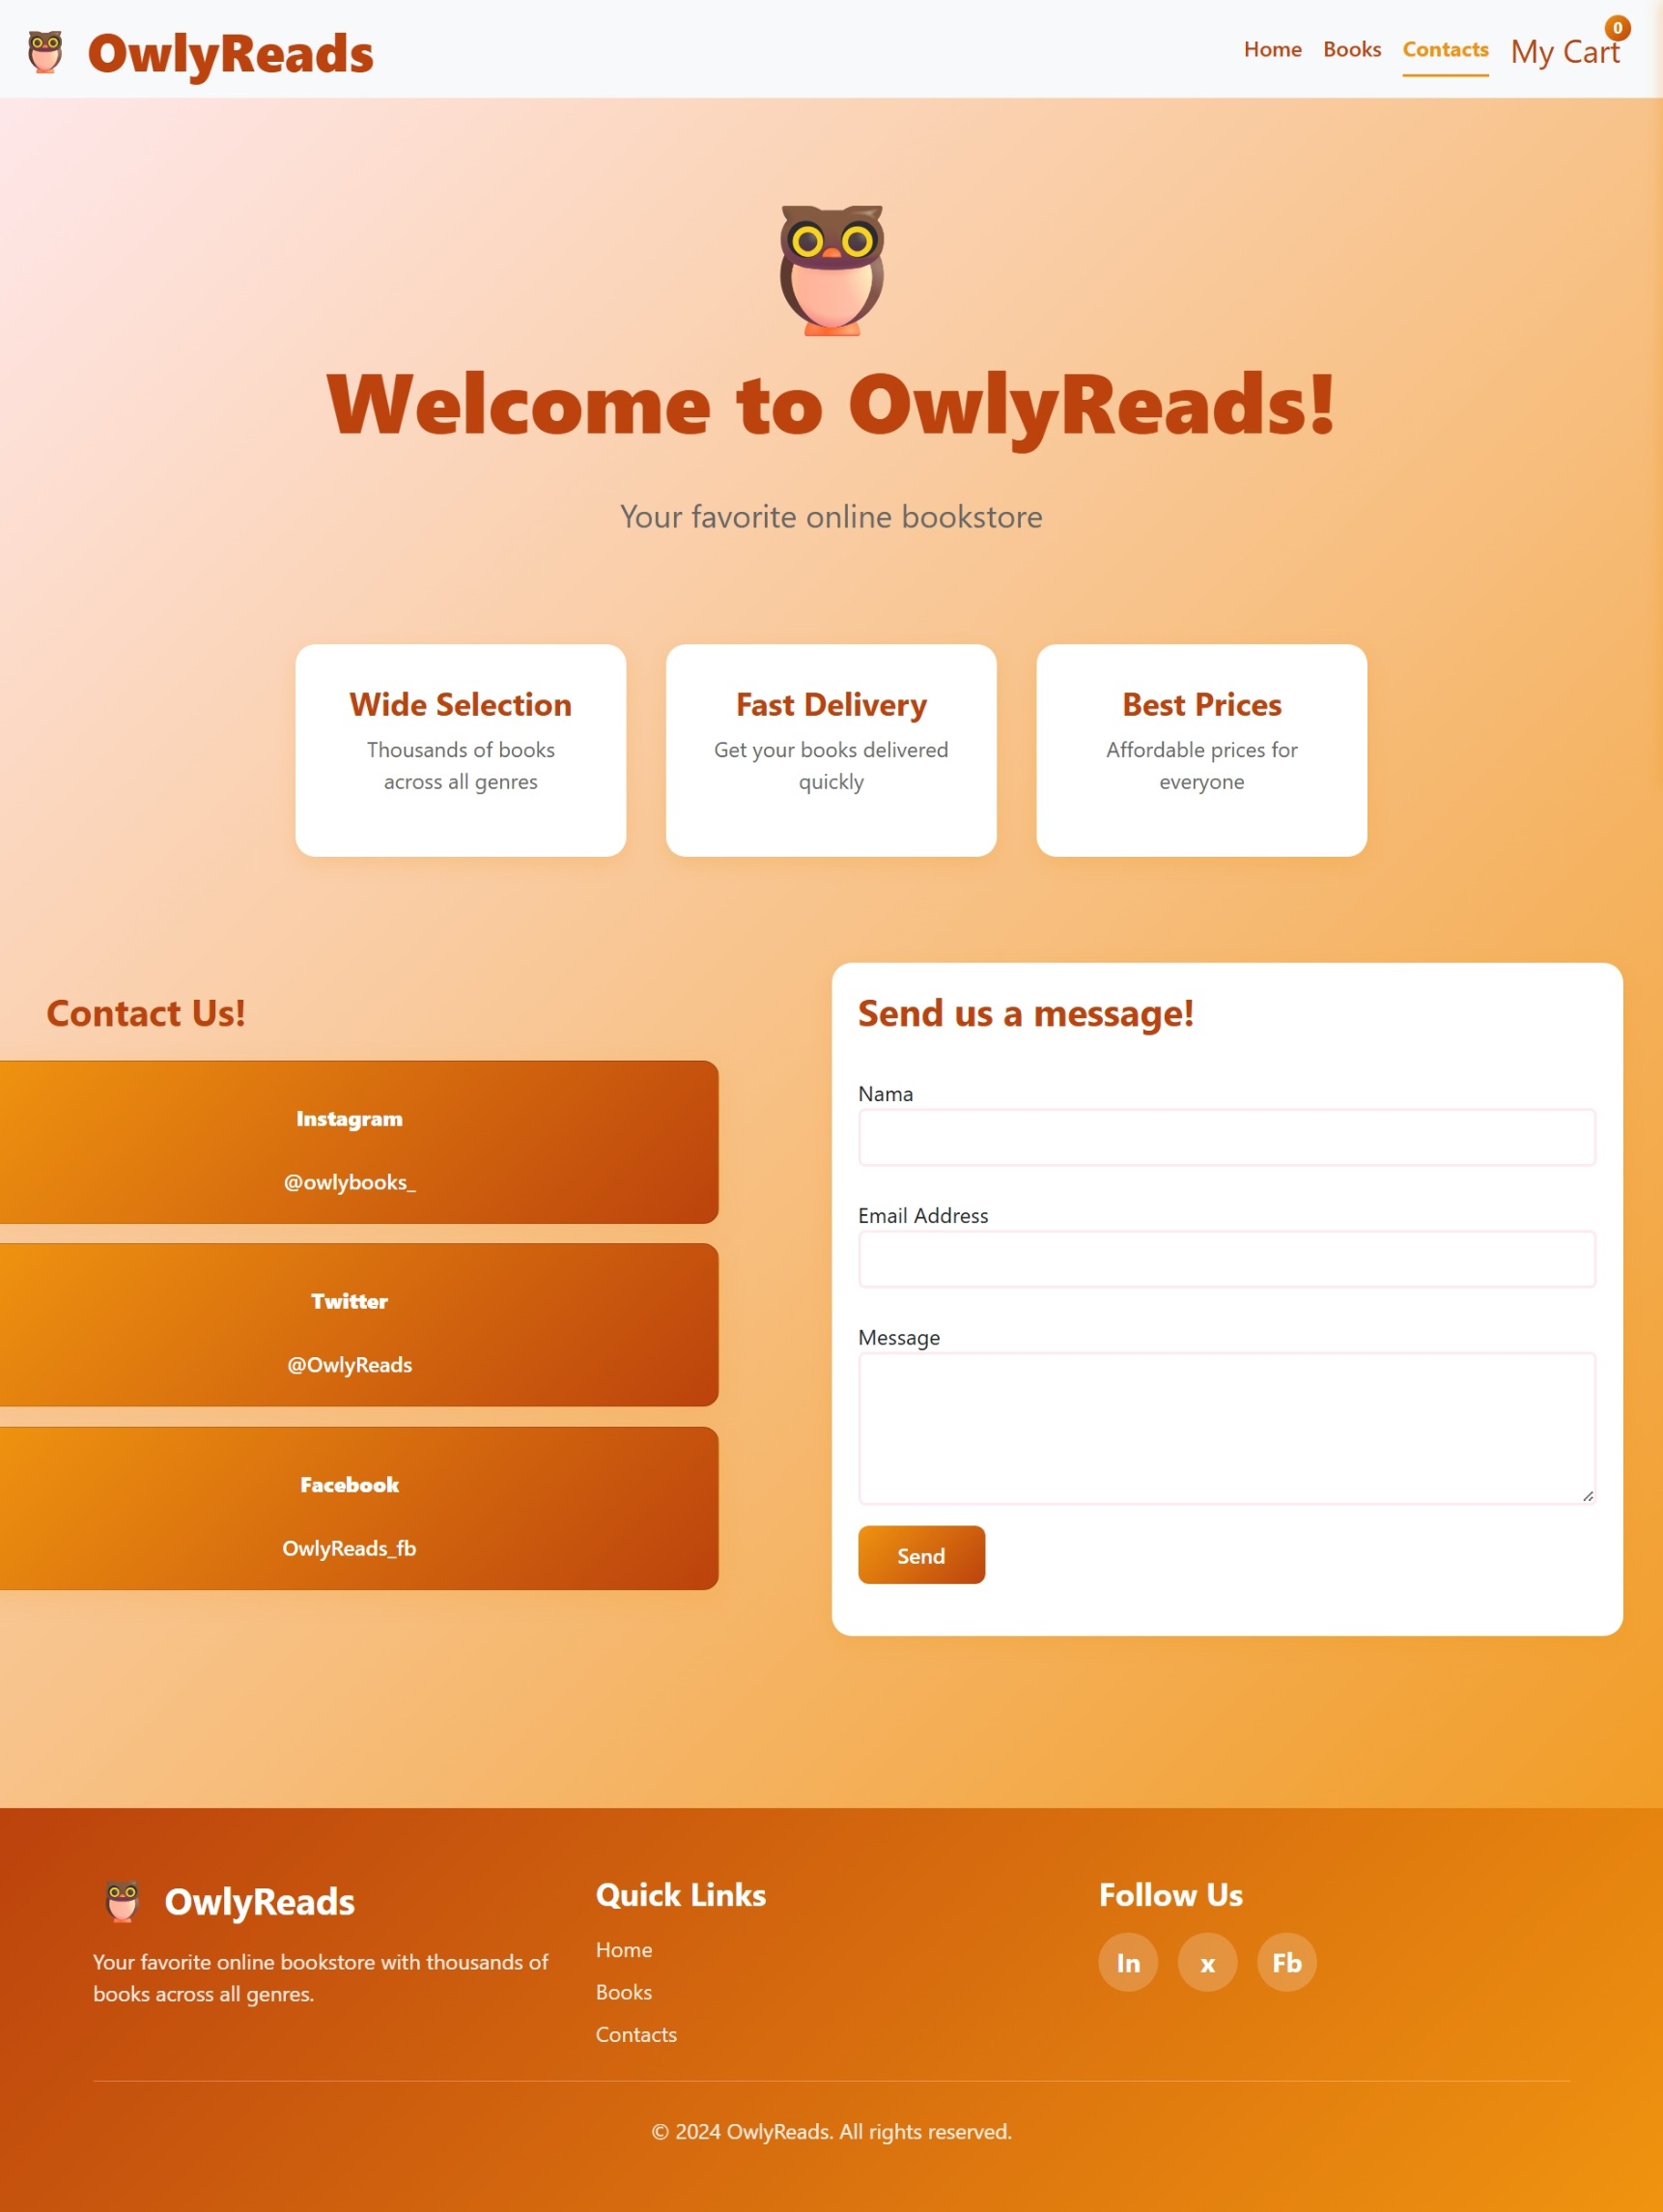 OwlyReads
Home Books Contacts My Cart 0
Welcome to OwlyReads!
Your favorite online bookstore
Wide Selection
Thousands of books
across all genres
Fast Delivery
Get your books delivered
quickly
Best Prices
Affordable prices for
everyone
Contact Us!
Instagram
@owlybooks_
Twitter
@OwlyReads
Facebook
OwlyReads_fb
Send us a message!
Nama
Email Address
Message
Send
OwlyReads
Your favorite online bookstore with thousands of
books across all genres.
Quick Links
Home
Books
Contacts
Follow Us
In x Fb
© 2024 OwlyReads. All rights reserved.